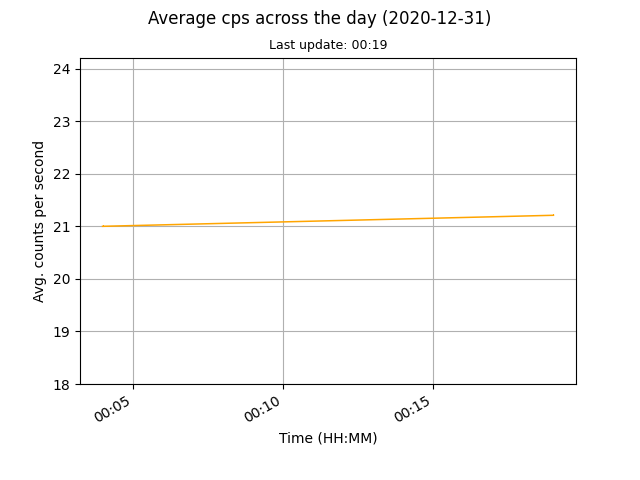 Average cps across the day (2020-12-31)
Last update: 00:19
24
23
22
21
20
19
18
Avg. counts per second
00:05
00:10
00:15
Time (HH:MM)